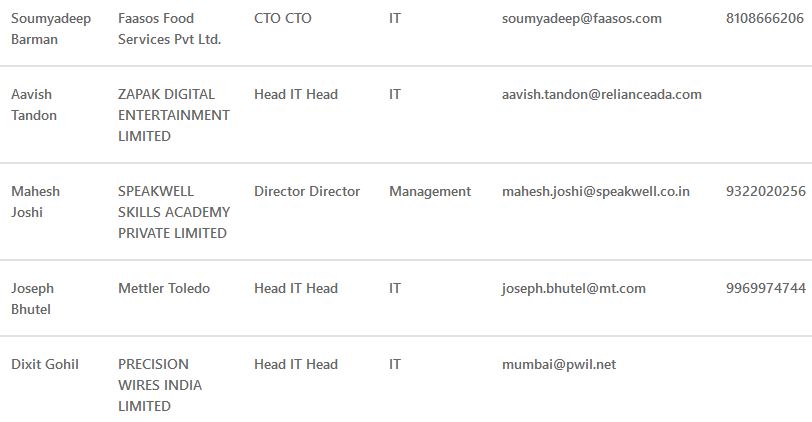 Soumyadeep Faasos Food CTO CTO IT soumyadeep@faasos.com 8108666206
Barman Services Pvt Ltd.
Aavish ZAPAK DIGITAL Head IT Head IT aavish.tandon@relianceada.com
Tandon ENTERTAINMENT
LIMITED
Mahesh SPEAKWELL Director Director Management mahesh.joshi@speakwell.co.in 9322020256
Joshi SKILLS ACADEMY
PRIVATE LIMITED
Joseph Mettler Toledo Head IT Head IT joseph.bhutel@mt.com 9969974744
Bhutel
Dixit Gohil PRECISION Head IT Head IT mumbai@pwil.net
WIRES INDIA
LIMITED